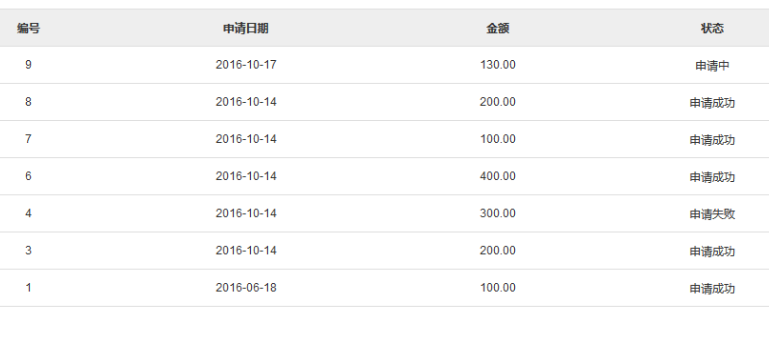 编号 申请日期 金额 状态
9 2016-10-17 130.00 申请中
8 2016-10-14 200.00 申请成功
7 2016-10-14 100.00 申请成功
6 2016-10-14 400.00 申请成功
4 2016-10-14 300.00 申请失败
3 2016-10-14 200.00 申请成功
1 2016-06-18 100.00 申请成功